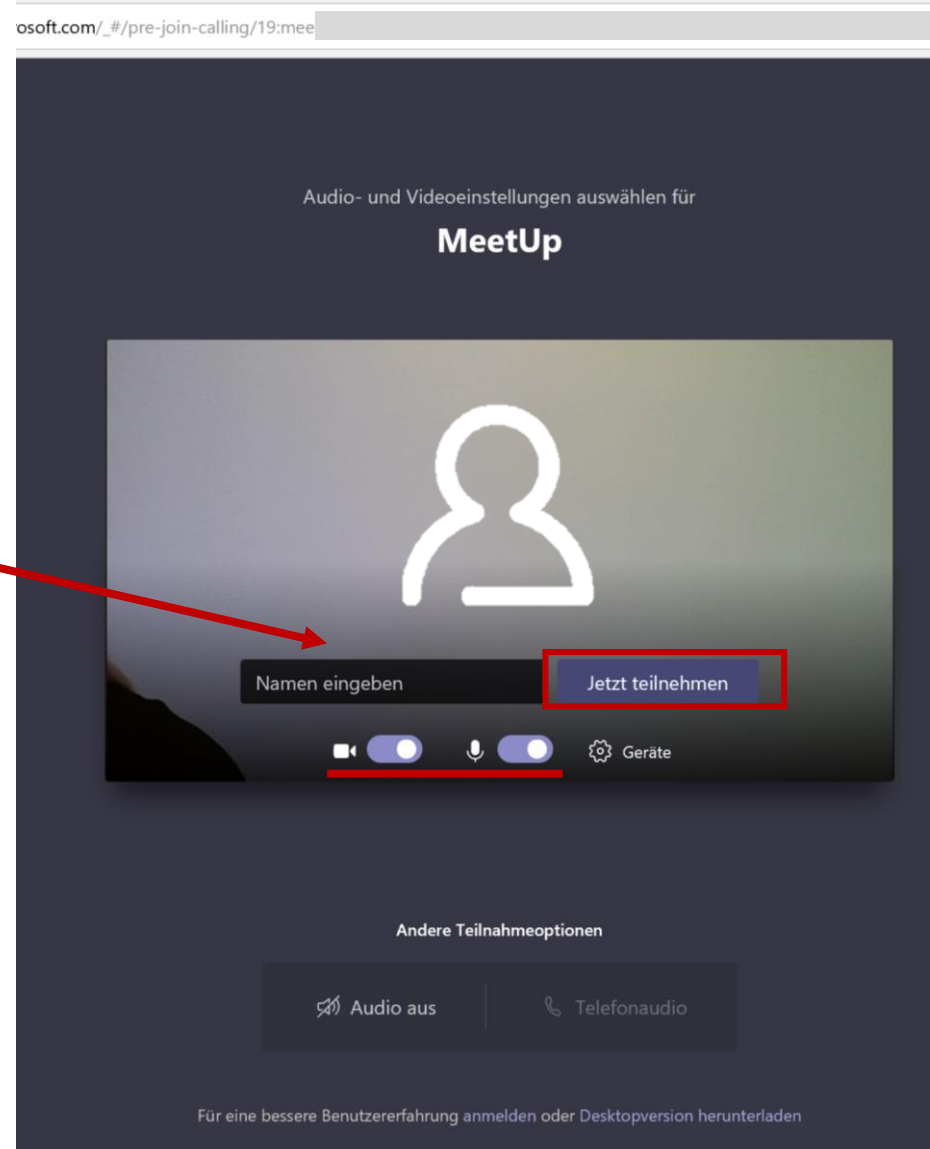 rosoft.com/_#/pre-join-calling/19:mee
Audio- und Videoeinstellungen auswählen für
MeetUp
Namen eingeben
Jetzt teilnehmen
Geräte
Andere Teilnahmeoptionen
Audio aus
Telefonaudio
Für eine bessere Benutzererfahrung anmelden oder Desktopversion herunterladen